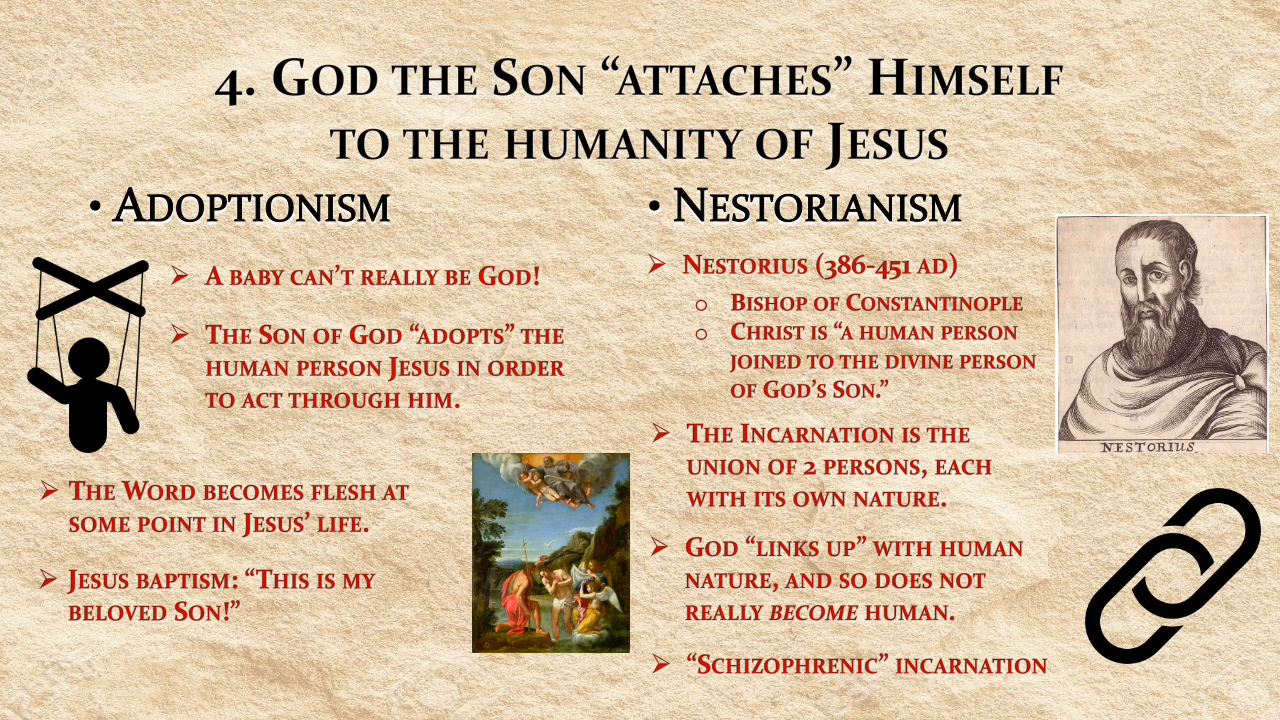 4. God the Son “attaches” Himself
to the humanity of Jesus
• Adoptionism
➢ A baby can’t really be God!
➢ The Son of God “adopts” the
human person Jesus in order
to act through him.
➢ The Word becomes flesh at
some point in Jesus’ life.
➢ Jesus baptism: “This is my
beloved Son!”
• Nestorianism
➢ Nestorius (386-451 AD)
o Bishop of Constantinople
o Christ is “a human person
joined to the divine person
of God’s Son.”
➢ The Incarnation is the
union of 2 persons, each
with its own nature.
➢ God “links up” with human
nature, and so does not
really become human.
➢ “Schizophrenic” incarnation
NESTORIUS